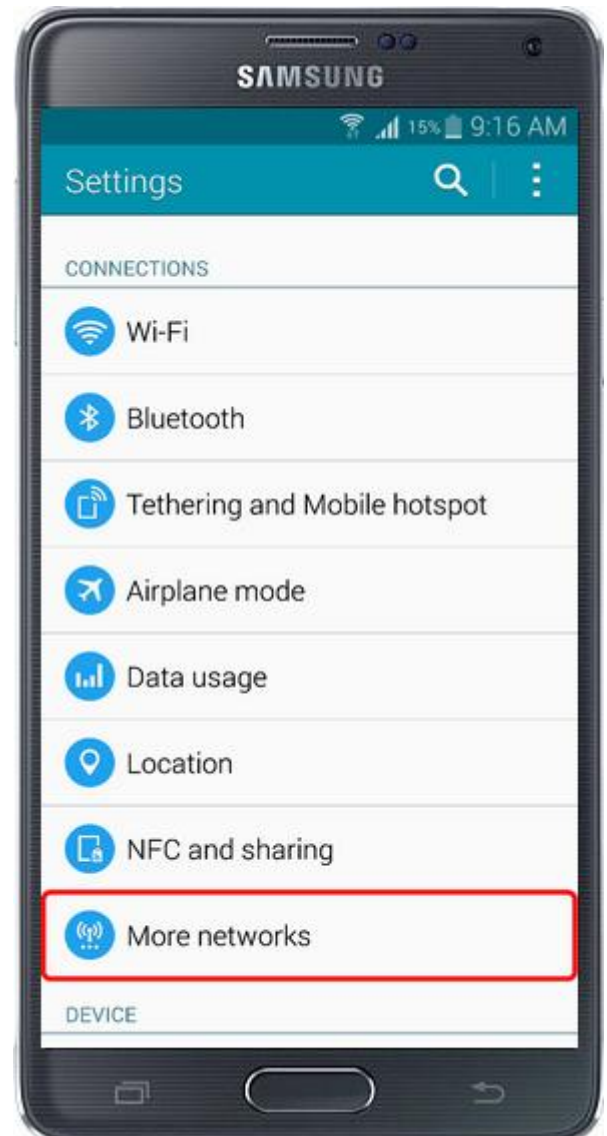 SAMSUNG
15% 9:16 AM
Settings
CONNECTIONS
Wi-Fi
Bluetooth
Tethering and Mobile hotspot
Airplane mode
Data usage
Location
NFC and sharing
More networks
DEVICE